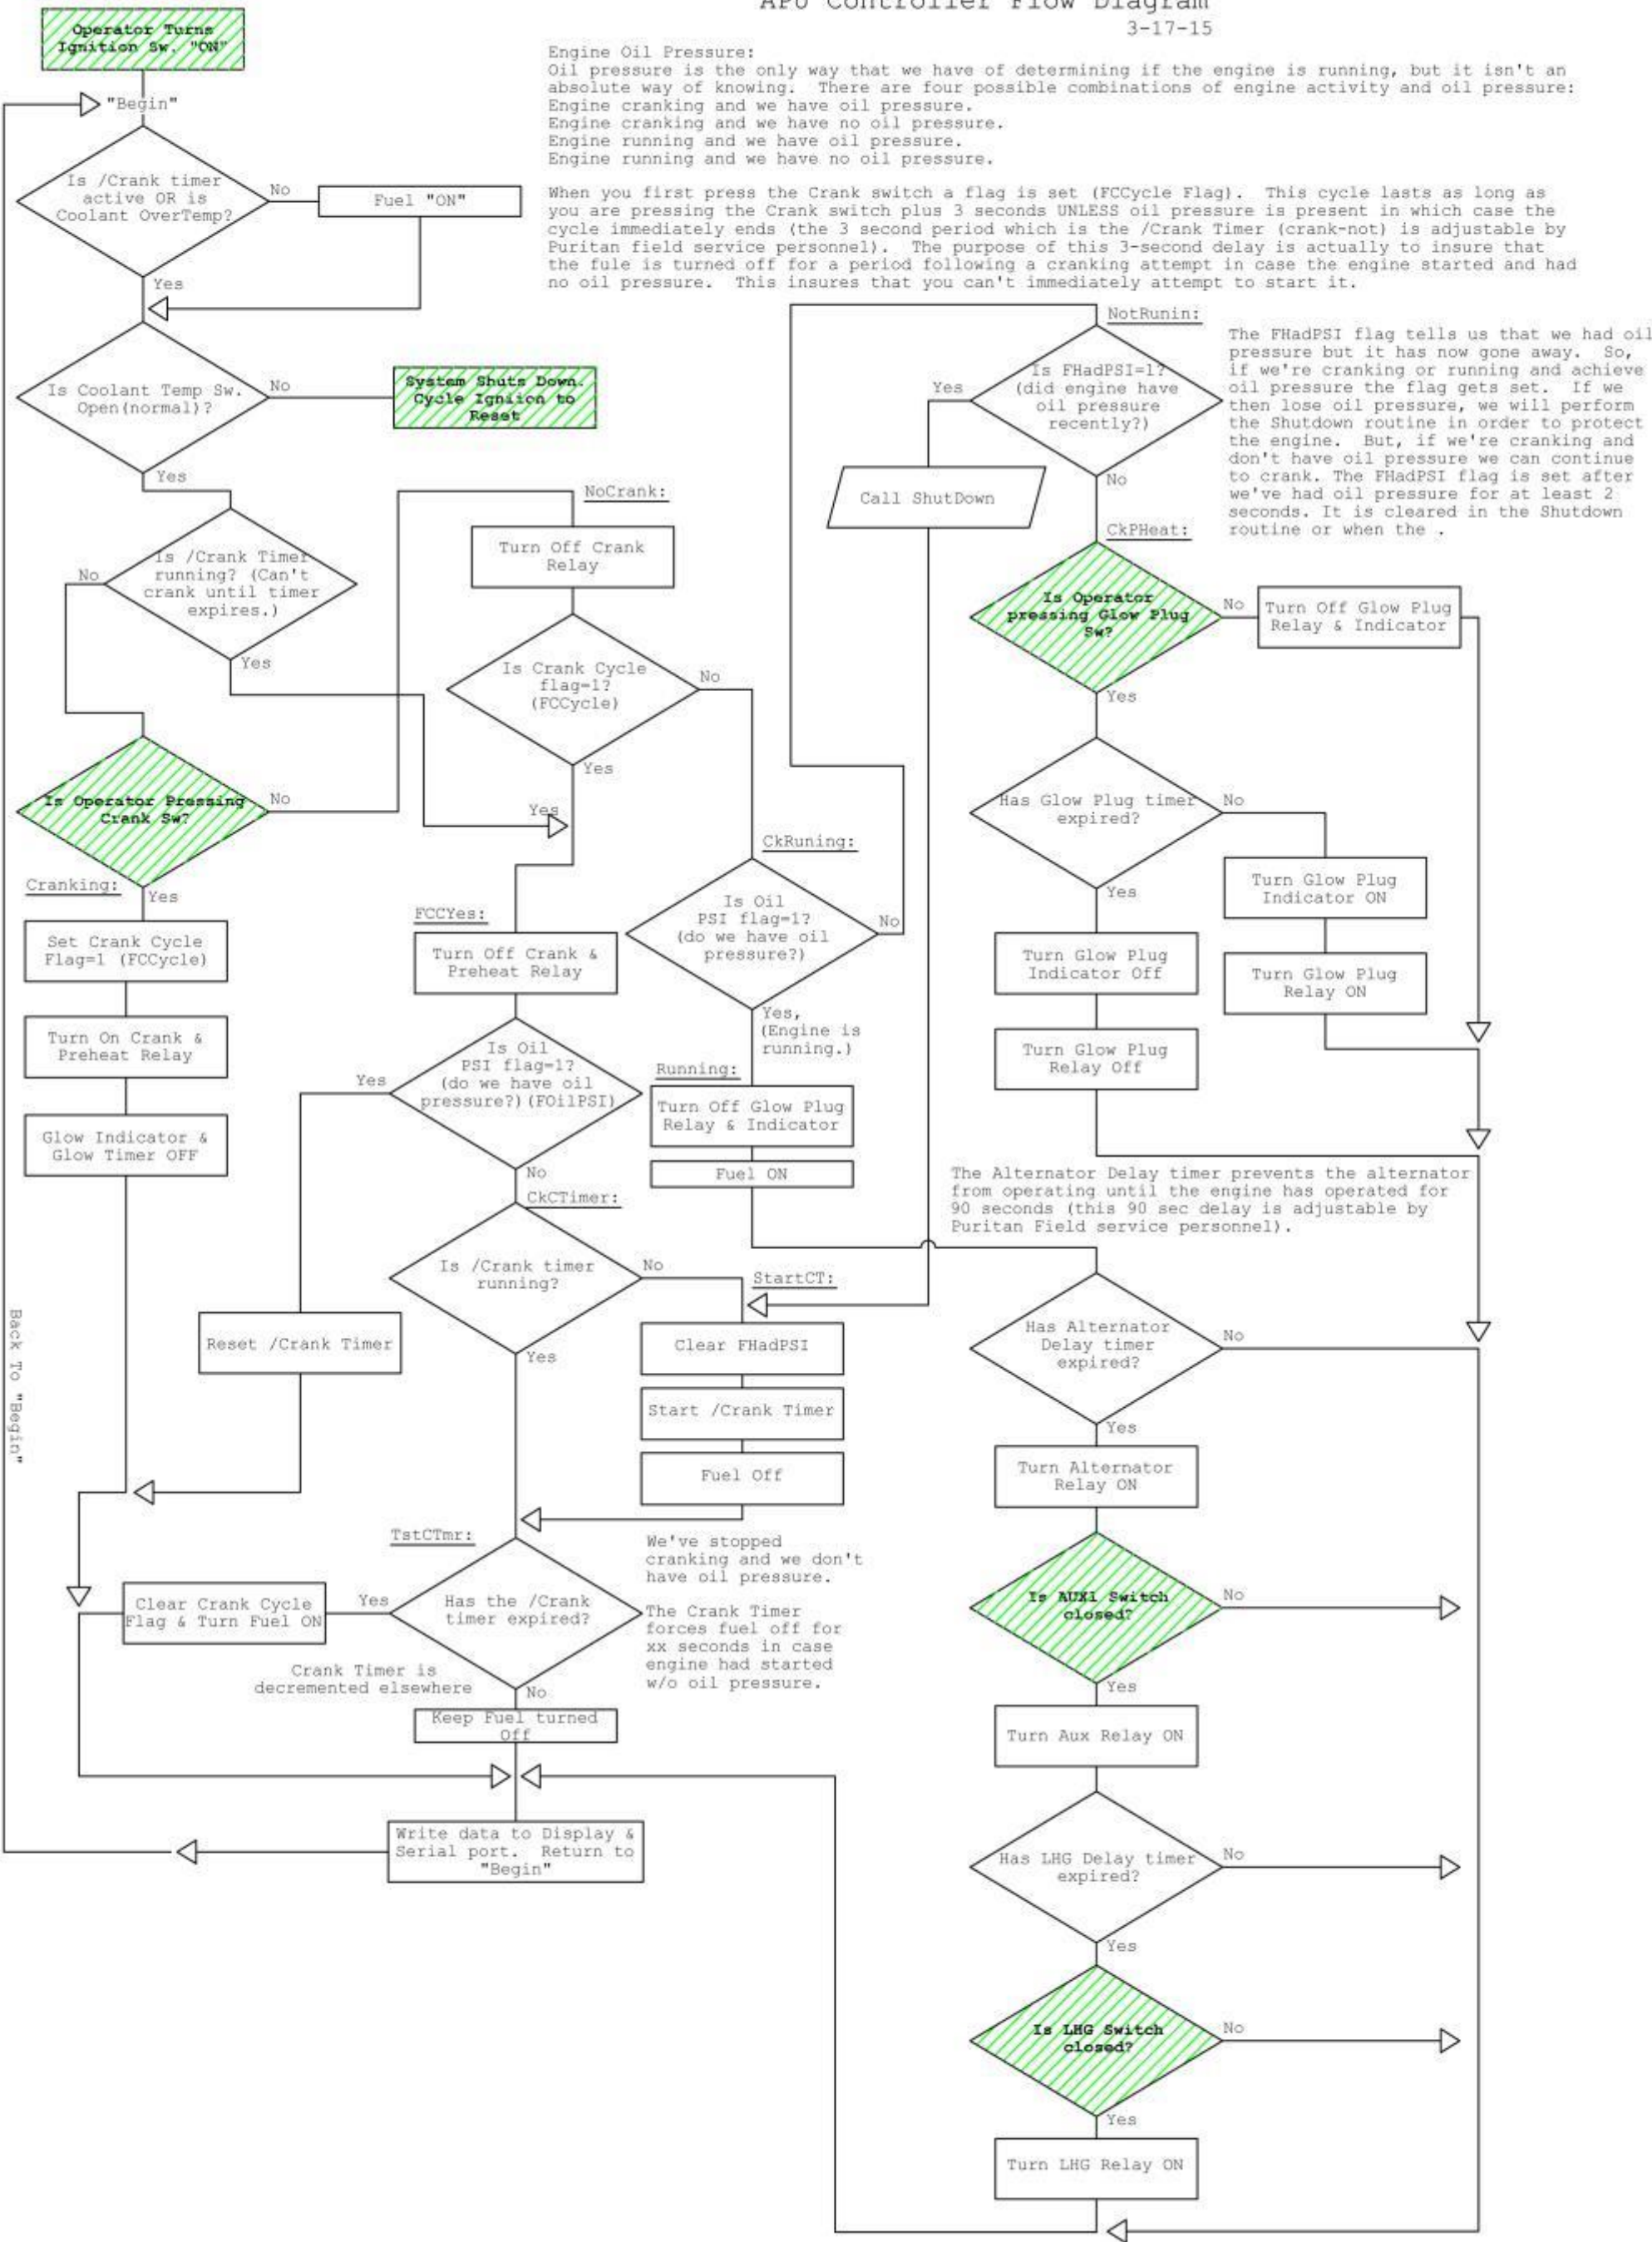 APU Controller Flow Diagram
3-17-15
Operator Turns
Ignition Sw. "ON"
"Begin"
Engine Oil Pressure:
Oil pressure is the only way that we have of determining if the engine is running, but it isn't an
absolute way of knowing. There are four possible combinations of engine activity and oil pressure:
Engine cranking and we have oil pressure.
Engine cranking and we have no oil pressure.
Engine running and we have oil pressure.
Engine running and we have no oil pressure.
When you first press the Crank switch a flag is set (FCCycle Flag). This cycle lasts as long as
you are pressing the Crank switch plus 3 seconds UNLESS oil pressure is present in which case the
cycle immediately ends (the 3 second period which is the /Crank Timer (crank-not) is adjustable by
Puritan field service personnel). The purpose of this 3-second delay is actually to insure that
the fule is turned off for a period following a cranking attempt in case the engine started and had
no oil pressure. This insures that you can't immediately attempt to start it.
Is /Crank timer
active OR is
Coolant OverTemp?
No
Fuel "ON"
Yes
Is Coolant Temp Sw.
Open(normal)?
No
System Shuts Down.
Cycle Igniion to
Reset
Yes
Is /Crank Timer
running? (Can't
crank until timer
expires.)
No
Yes
Is Operator Pressing
Crank Sw?
No
Cranking:
Yes
Set Crank Cycle
Flag=1 (FCCycle)
Turn On Crank &
Preheat Relay
Glow Indicator &
Glow Timer OFF
NoCrank:
Turn Off Crank
Relay
Is Crank Cycle
flag=1?
(FCCycle)
No
Yes
Yes
FCCYes:
Turn Off Crank &
Preheat Relay
Is Oil
PSI flag=1?
(do we have oil
pressure?)(FOilPSI)
Yes
No
Reset /Crank Timer
CkCTimer:
Is /Crank timer
running?
No
Yes
StartCT:
Clear FHadPSI
Start /Crank Timer
Fuel Off
TstCTmr:
We've stopped
cranking and we don't
have oil pressure.
The Crank Timer
forces fuel off for
xx seconds in case
engine had started
w/o oil pressure.
Has the /Crank
timer expired?
Yes
Clear Crank Cycle
Flag & Turn Fuel ON
Crank Timer is
decremented elsewhere
No
Keep Fuel turned
Off
Write data to Display &
Serial port. Return to
"Begin"
Back To "Begin"
CkRuning:
Is Oil
PSI flag=1?
(do we have oil
pressure?)
No
Yes,
(Engine is
running.)
Running:
Turn Off Glow Plug
Relay & Indicator
Fuel ON
NotRunin:
Is FHadPSI=1?
(did engine have
oil pressure
recently?)
Yes
Call ShutDown
No
The FHadPSI flag tells us that we had oil
pressure but it has now gone away. So,
if we're cranking or running and achieve
oil pressure the flag gets set. If we
then lose oil pressure, we will perform
the Shutdown routine in order to protect
the engine. But, if we're cranking and
don't have oil pressure we can continue
to crank. The FHadPSI flag is set after
we've had oil pressure for at least 2
seconds. It is cleared in the Shutdown
routine or when the .
CkPHeat:
Is Operator
pressing Glow Plug
Sw?
No
Turn Off Glow Plug
Relay & Indicator
Yes
Has Glow Plug timer
expired?
No
Turn Glow Plug
Indicator ON
Turn Glow Plug
Relay ON
Yes
Turn Glow Plug
Indicator Off
Turn Glow Plug
Relay Off
The Alternator Delay timer prevents the alternator
from operating until the engine has operated for
90 seconds (this 90 sec delay is adjustable by
Puritan Field service personnel).
Has Alternator
Delay timer
expired?
No
Yes
Turn Alternator
Relay ON
Is AUX1 Switch
closed?
No
Yes
Turn Aux Relay ON
Has LHG Delay timer
expired?
No
Yes
Is LHG Switch
closed?
No
Yes
Turn LHG Relay ON